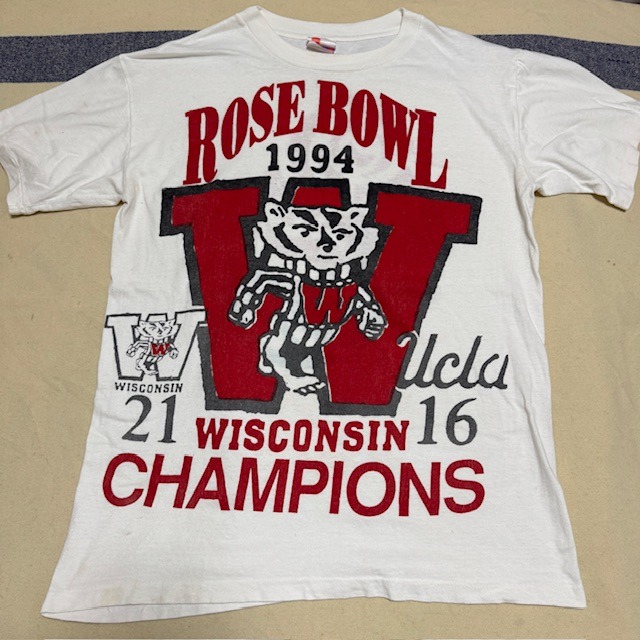 ROSE BOWL
1994
W
W
Ucla
WISCONSIN
21
16
WISCONSIN
CHAMPIONS